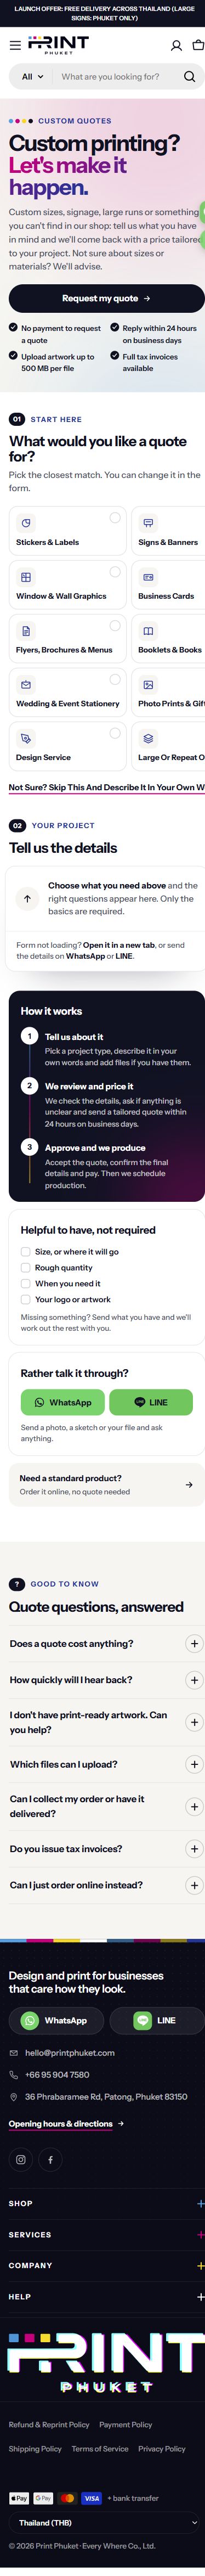 LAUNCH OFFER: FREE DELIVERY ACROSS THAILAND (LARGE
SIGNS: PHUKET ONLY)
PRINT
PHUKET
All
What are you looking for?
CUSTOM QUOTES
Custom printing?
Let's make it
happen.
Custom sizes, signage, large runs or something
you can't find in our shop: tell us what you have
in mind and we'll come back with a price tailored
to your project. Not sure about sizes or
materials? We'll advise.
Request my quote
No payment to request
a quote
Reply within 24 hours
on business days
Upload artwork up to
500 MB per file
Full tax invoices
available
01 START HERE
What would you like a quote
for?
Pick the closest match. You can change it in the
form.
Stickers & Labels
Signs & Banners
Window & Wall Graphics
Business Cards
Flyers, Brochures & Menus
Booklets & Books
Wedding & Event Stationery
Photo Prints & Gif
Design Service
Large Or Repeat O
Not Sure? Skip This And Describe It In Your Own W
02 YOUR PROJECT
Tell us the details
Choose what you need above and the
right questions appear here. Only the
basics are required.
Form not loading? Open it in a new tab, or send
the details on WhatsApp or LINE.
How it works
1 Tell us about it
Pick a project type, describe it in your
own words and add files if you have them.
2 We review and price it
We check the details, ask if anything is
unclear and send a tailored quote within
24 hours on business days.
3 Approve and we produce
Accept the quote, confirm the final
details and pay. Then we schedule
production.
Helpful to have, not required
Size, or where it will go
Rough quantity
When you need it
Your logo or artwork
Missing something? Send what you have and we'll
work out the rest with you.
Rather talk it through?
WhatsApp
LINE
Send a photo, a sketch or your file and ask
anything.
Need a standard product?
Order it online, no quote needed
? GOOD TO KNOW
Quote questions, answered
Does a quote cost anything?
How quickly will I hear back?
I don't have print-ready artwork. Can
you help?
Which files can I upload?
Can I collect my order or have it
delivered?
Do you issue tax invoices?
Can I just order online instead?
Design and print for businesses
that care how they look.
WhatsApp
LINE
hello@printphuket.com
+66 95 904 7580
36 Phrabaramee Rd, Patong, Phuket 83150
Opening hours & directions
SHOP
SERVICES
COMPANY
HELP
PRINT
PHUKET
Refund & Reprint Policy
Payment Policy
Shipping Policy
Terms of Service
Privacy Policy
Pay
G Pay
VISA
+ bank transfer
Thailand (THB)
© 2026 Print Phuket · Every Where Co., Ltd.